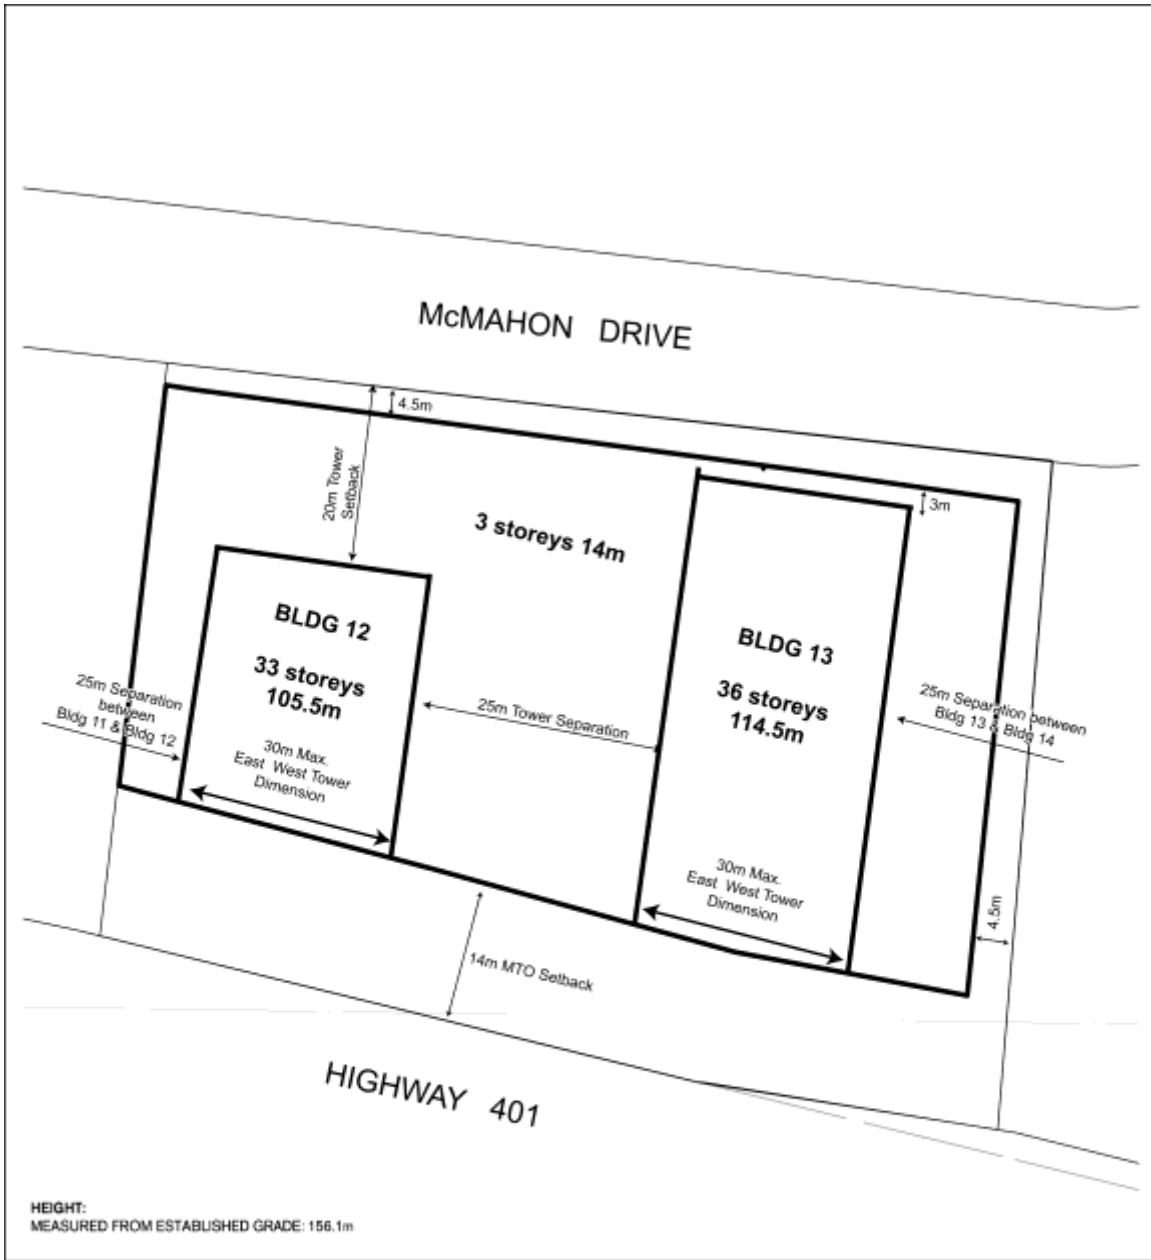 McMAHON DRIVE
4.5m
20m Tower
Setback
3m
3 storeys 14m
BLDG 12
33 storeys
105.5m
30m Max.
East West Tower
Dimension
25m Separation
between
Bldg 11 & Bldg 12
25m Tower Separation
BLDG 13
36 storeys
114.5m
25m Separation between
Bldg 13 & Bldg 14
30m Max.
East West Tower
Dimension
4.5m
14m MTO Setback
HIGHWAY 401
HEIGHT:
MEASURED FROM ESTABLISHED GRADE: 156.1m